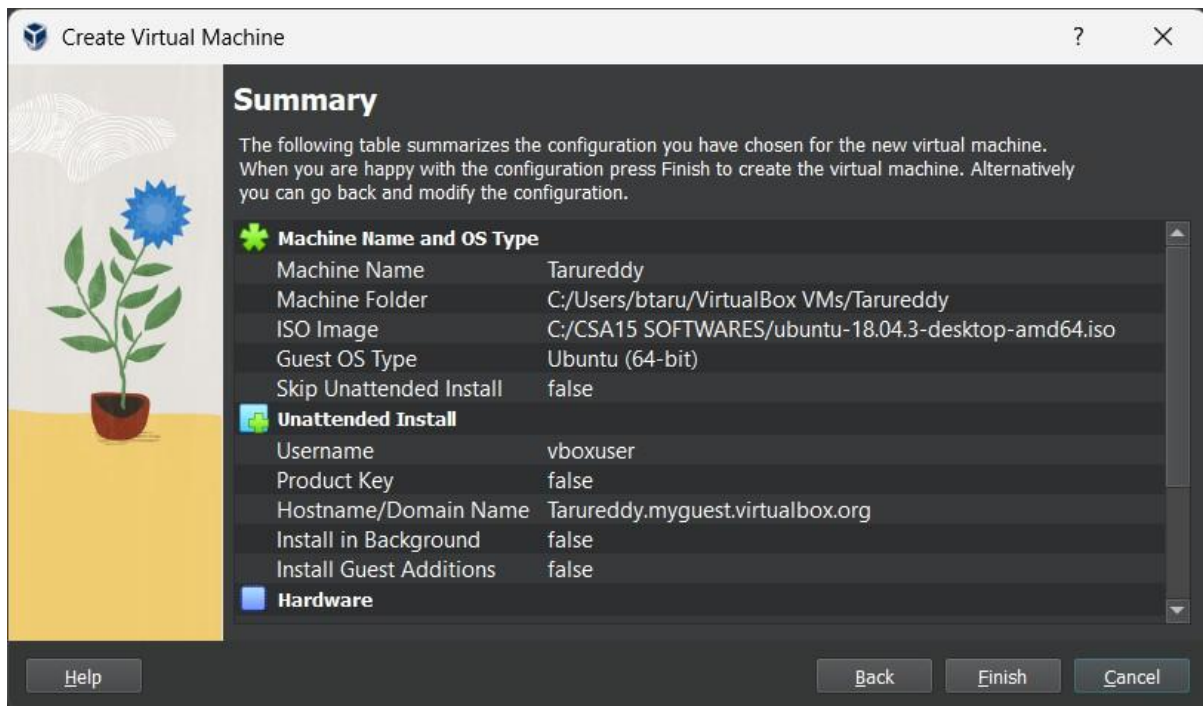 Create Virtual Machine
?
Summary
The following table summarizes the configuration you have chosen for the new virtual machine.
When you are happy with the configuration press Finish to create the virtual machine. Alternatively
you can go back and modify the configuration.
Machine Name and OS Type
Machine Name Tarureddy
Machine Folder C:/Users/btaru/VirtualBox VMs/Tarureddy
ISO Image C:/CSA15 SOFTWARES/ubuntu-18.04.3-desktop-amd64.iso
Guest OS Type Ubuntu (64-bit)
Skip Unattended Install false
Unattended Install
Username vboxuser
Product Key false
Hostname/Domain Name Tarureddy.myguest.virtualbox.org
Install in Background false
Install Guest Additions false
Hardware
Help Back Finish Cancel